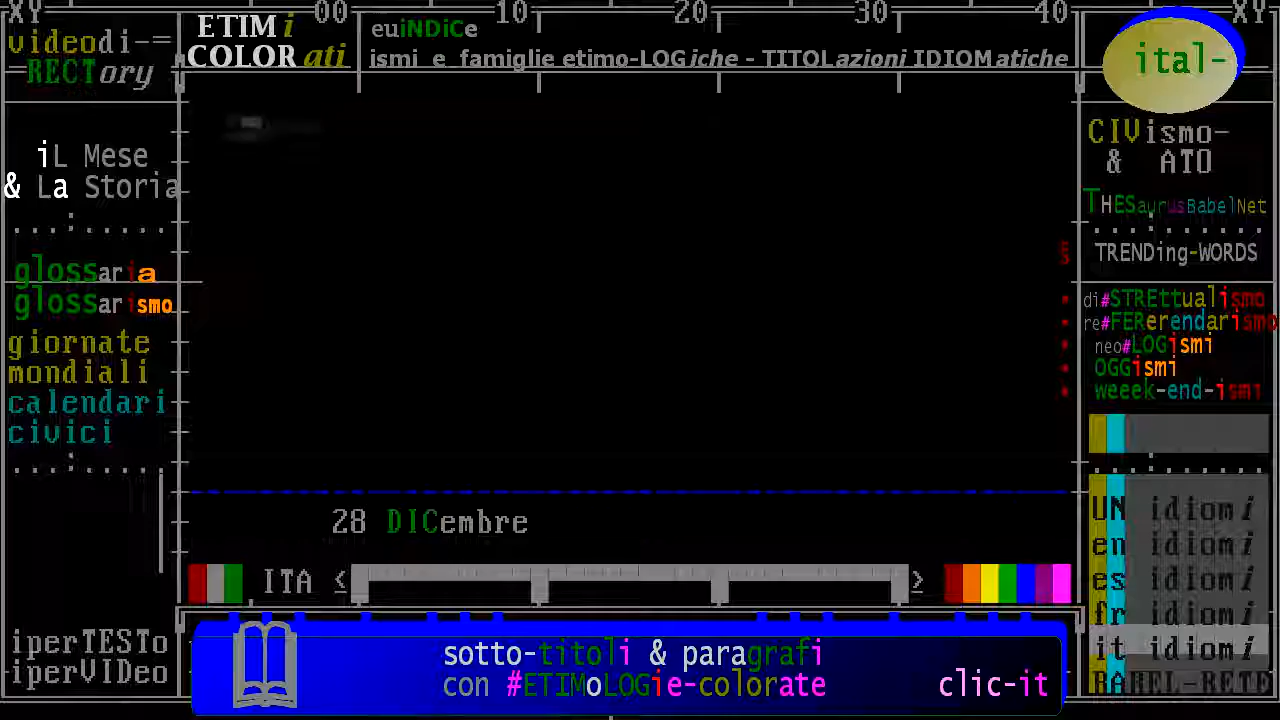 XY 00 10 20 30 40 XY
videodi-=
RECTory
ETIMi
COLORati
euiNDiCe
ismi e famiglie etimo-LOGiche - TITOLazioni IDIOMatiche
ital-
iL Mese
& La Storia
glossaria
glossarismo
giornate
mondiali
calendari
civici
iperTESTo
iperVIDeo
28 DICembre
ITA < >
sotto-titoli & paragrafi
con #ETIMoLOGie-colorate
clic-it
CIVismo-
& ATO
THESaurusBabelNet
TRENDing-WORDS
di#STREttualismo
re#FERerendarismo
neo#LOGismi
OGGismi
weeek-end-ismi
UN idiomi
en idiomi
es idiomi
fr idiomi
it idiomi